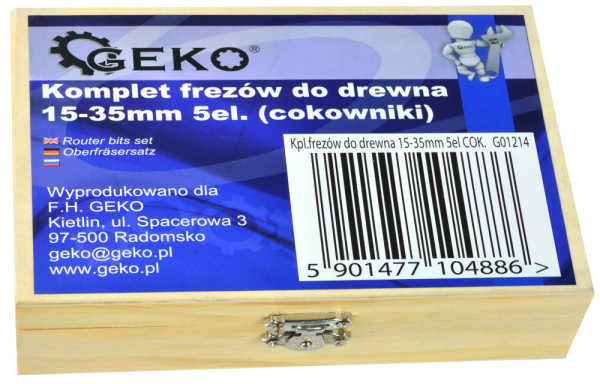 GEKO®
Komplet frezów do drewna
15-35mm 5el. (cokowniki)
Router bits set
Oberfräsersatz
Wyprodukowano dla
F.H. GEKO
Kietlin, ul. Spacerowa 3
97-500 Radomsko
geko@geko.pl
www.geko.pl
Kpl.frezów do drewna 15-35mm 5el COK. G01214
5 901477 104886 >